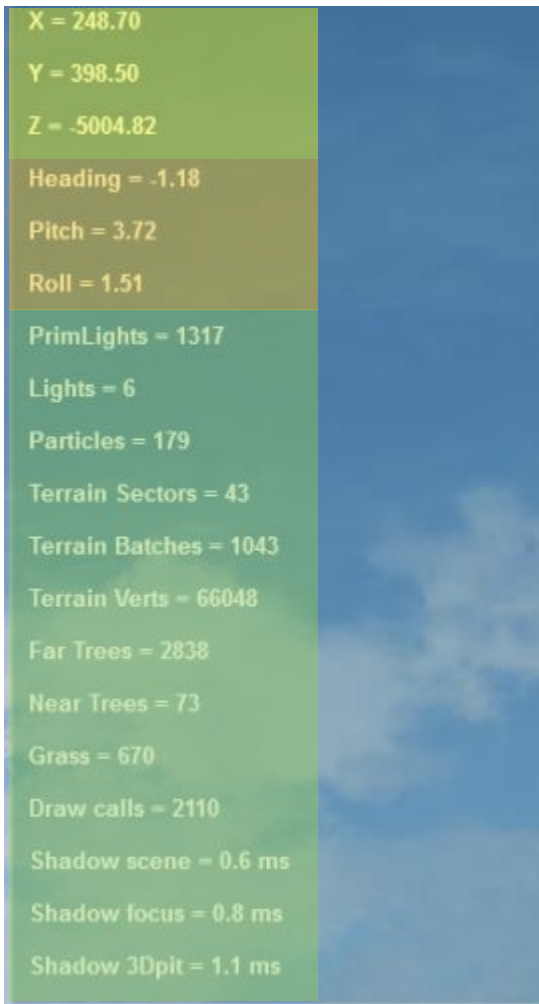 X = 248.70
Y = 398.50
Z = -5004.82
Heading = -1.18
Pitch = 3.72
Roll = 1.51
PrimLights = 1317
Lights = 6
Particles = 179
Terrain Sectors = 43
Terrain Batches = 1043
Terrain Verts = 66048
Far Trees = 2838
Near Trees = 73
Grass = 670
Draw calls = 2110
Shadow scene = 0.6 ms
Shadow focus = 0.8 ms
Shadow 3Dpit = 1.1 ms